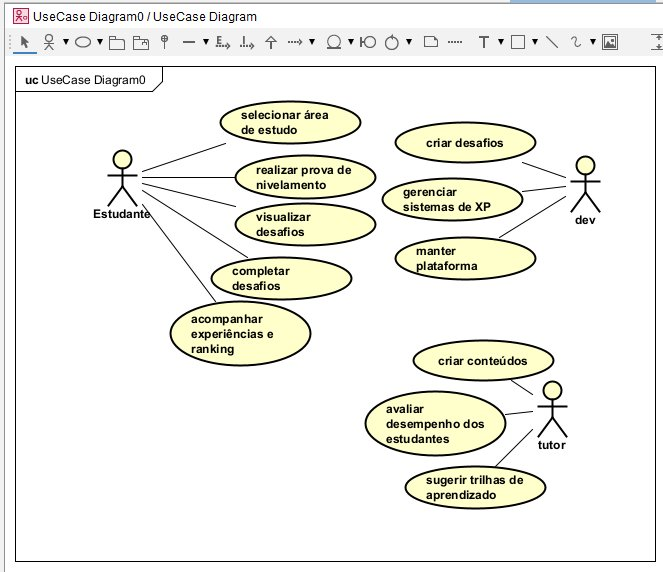 UseCase Diagram0 / UseCase Diagram
uc UseCase Diagram0
selecionar área
de estudo
realizar prova de
nivelamento
visualizar
desafios
completar
desafios
acompanhar
experiências e
ranking
Estudante
criar desafios
gerenciar
sistemas de XP
manter
plataforma
dev
criar conteúdos
avaliar
desempenho dos
estudantes
sugerir trilhas de
aprendizado
tutor